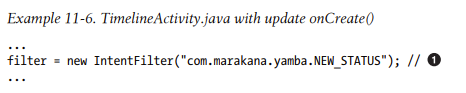 Example 11-6. TimelineActivity.java with update onCreate()
...
filter = new IntentFilter("com.marakana.yamba.NEW_STATUS"); // ❶
...